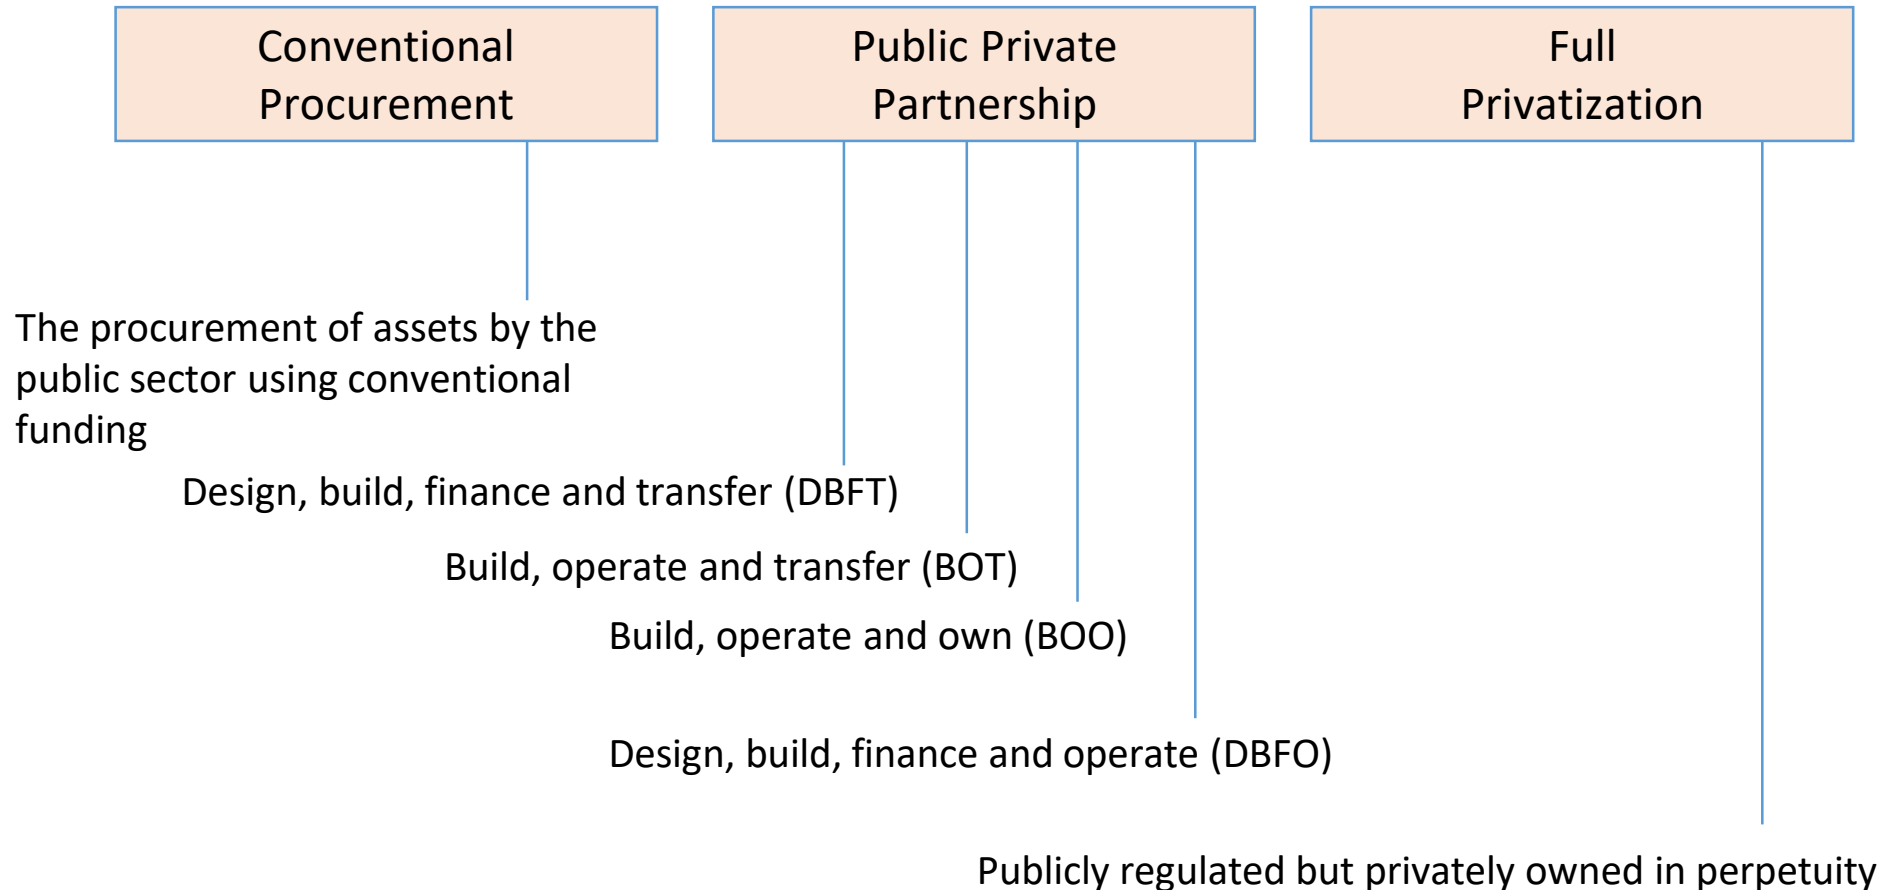 Conventional
Procurement
Public Private
Partnership
Full
Privatization
The procurement of assets by the
public sector using conventional
funding
Design, build, finance and transfer (DBFT)
Build, operate and transfer (BOT)
Build, operate and own (BOO)
Design, build, finance and operate (DBFO)
Publicly regulated but privately owned in perpetuity